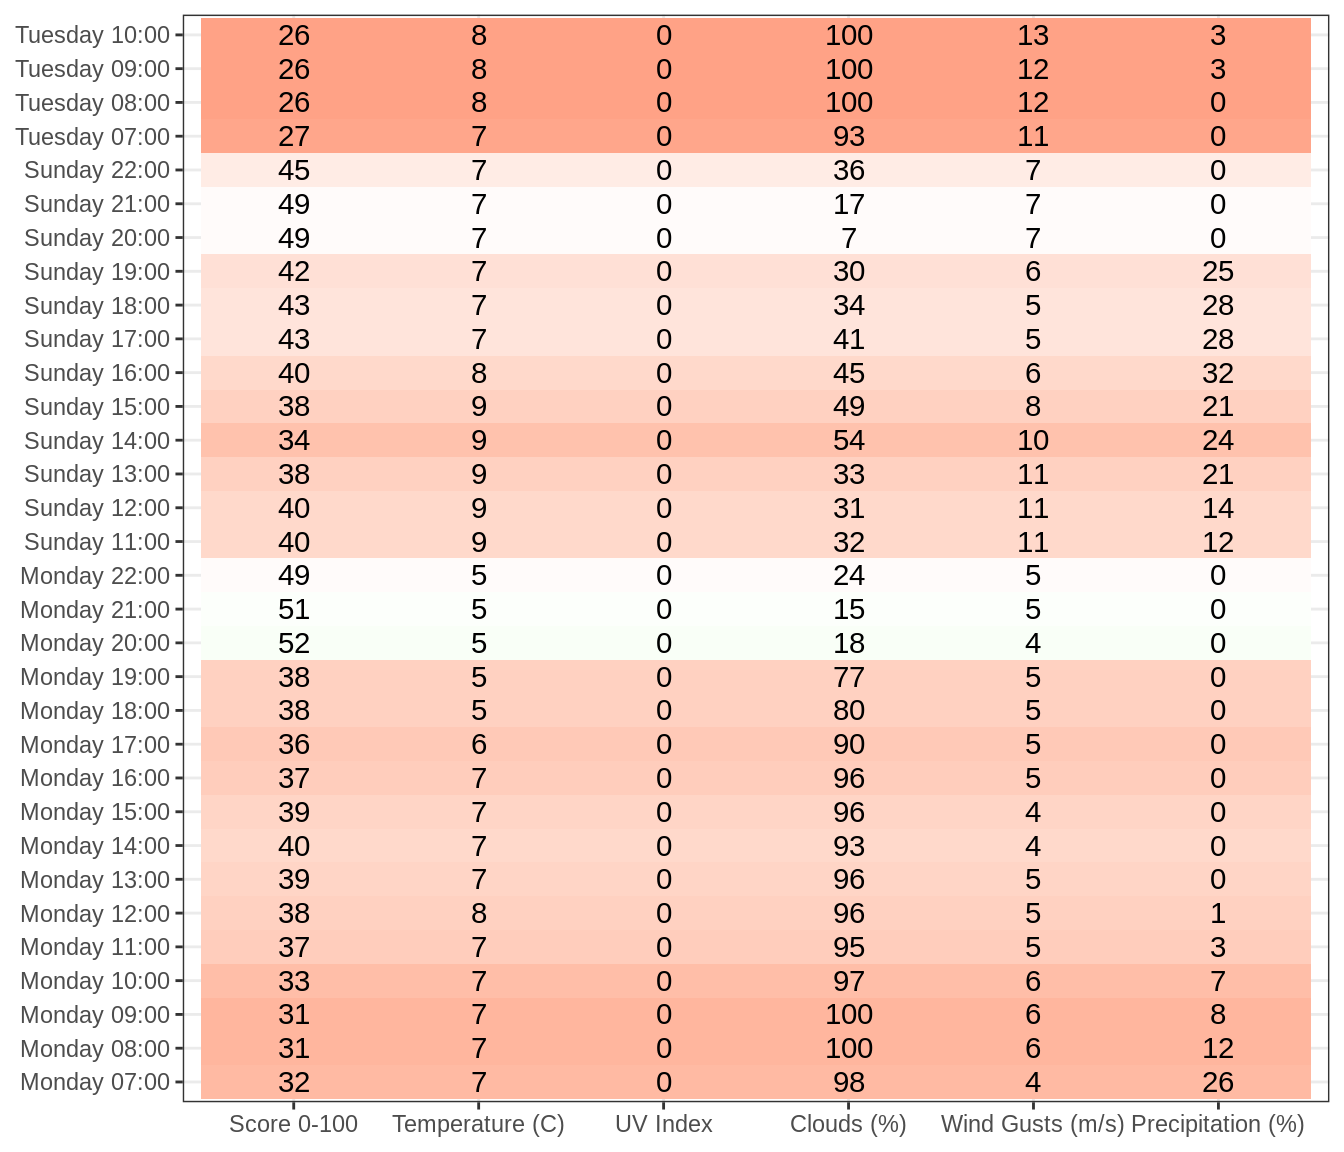 Tuesday 10:00 26 8 0 100 13 3
Tuesday 09:00 26 8 0 100 12 3
Tuesday 08:00 26 8 0 100 12 0
Tuesday 07:00 27 7 0 93 11 0
Sunday 22:00 45 7 0 36 7 0
Sunday 21:00 49 7 0 17 7 0
Sunday 20:00 49 7 0 7 7 0
Sunday 19:00 42 7 0 30 6 25
Sunday 18:00 43 7 0 34 5 28
Sunday 17:00 43 7 0 41 5 28
Sunday 16:00 40 8 0 45 6 32
Sunday 15:00 38 9 0 49 8 21
Sunday 14:00 34 9 0 54 10 24
Sunday 13:00 38 9 0 33 11 21
Sunday 12:00 40 9 0 31 11 14
Sunday 11:00 40 9 0 32 11 12
Monday 22:00 49 5 0 24 5 0
Monday 21:00 51 5 0 15 5 0
Monday 20:00 52 5 0 18 4 0
Monday 19:00 38 5 0 77 5 0
Monday 18:00 38 5 0 80 5 0
Monday 17:00 36 6 0 90 5 0
Monday 16:00 37 7 0 96 5 0
Monday 15:00 39 7 0 96 4 0
Monday 14:00 40 7 0 93 4 0
Monday 13:00 39 7 0 96 5 0
Monday 12:00 38 8 0 96 5 1
Monday 11:00 37 7 0 95 5 3
Monday 10:00 33 7 0 97 6 7
Monday 09:00 31 7 0 100 6 8
Monday 08:00 31 7 0 100 6 12
Monday 07:00 32 7 0 98 4 26
Score 0-100 Temperature (C) UV Index Clouds (%) Wind Gusts (m/s) Precipitation (%)